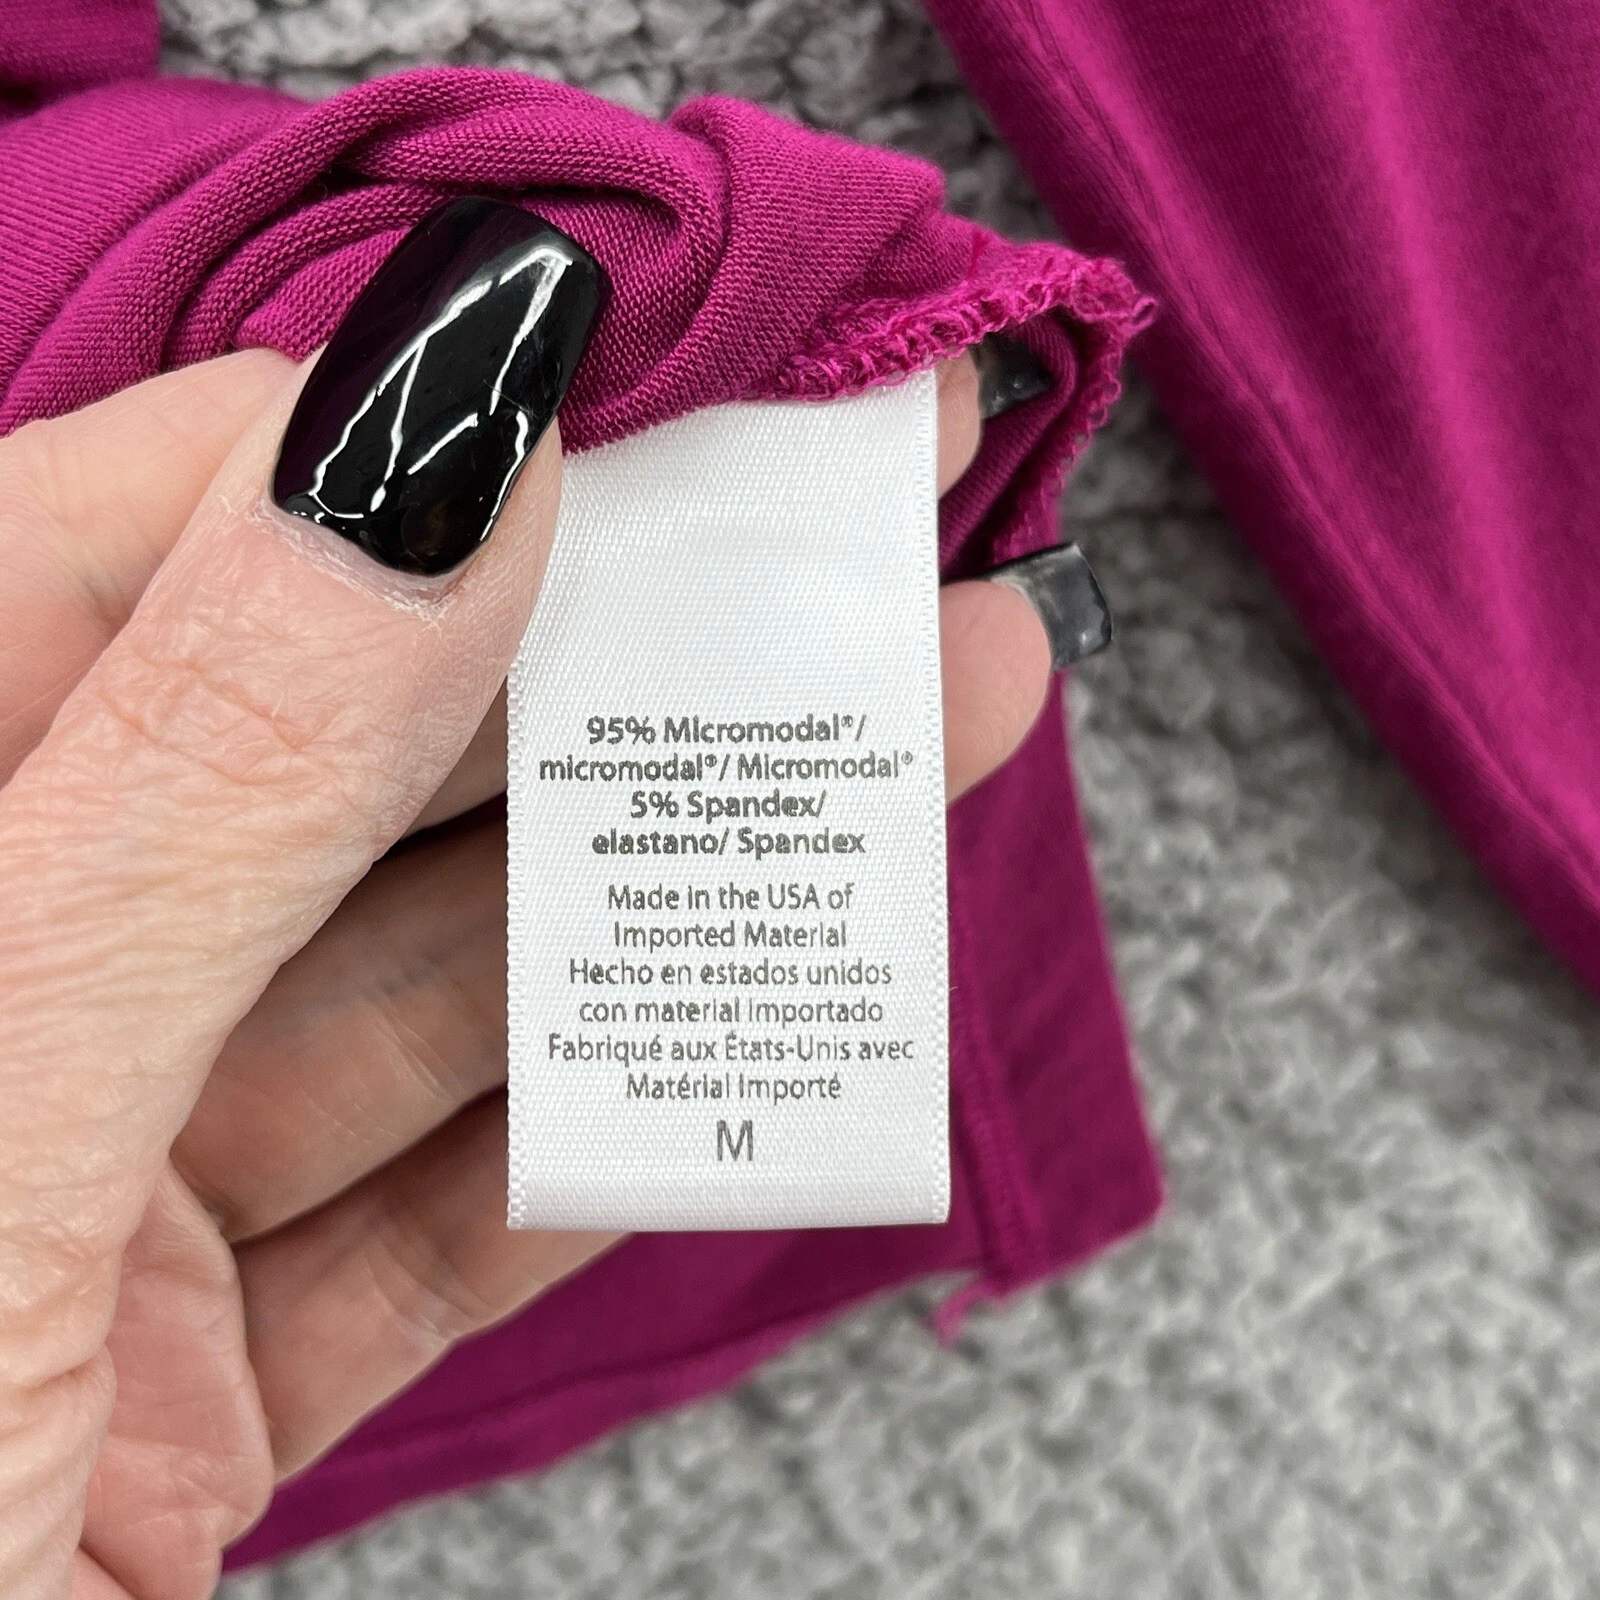 95% Micromodal®/
micromodal®/ Micromodal®
5% Spandex/
elastano/ Spandex
Made in the USA of
Imported Material
Hecho en estados unidos
con material importado
Fabriqué aux États-Unis avec
Matérial Importé
M